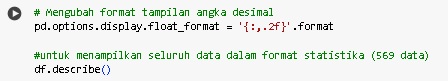 # Mengubah format tampilan angka desimal
pd.options.display.float_format = '{:,.2f}'.format
#untuk menampilkan seluruh data dalam format statistika (569 data)
df.describe()